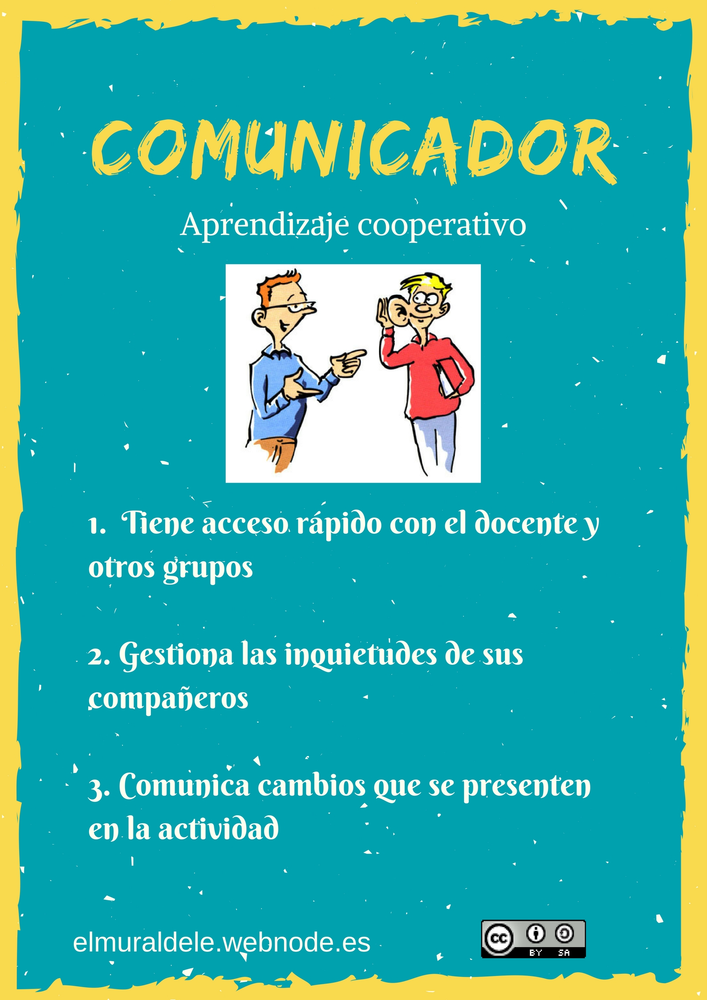 COMUNICADOR
Aprendizaje cooperativo
1. Tiene acceso rápido con el docente y
otros grupos
2. Gestiona las inquietudes de sus
compañeros
3. Comunica cambios que se presenten
en la actividad
elmuraldele.webnode.es
cc
BY SA